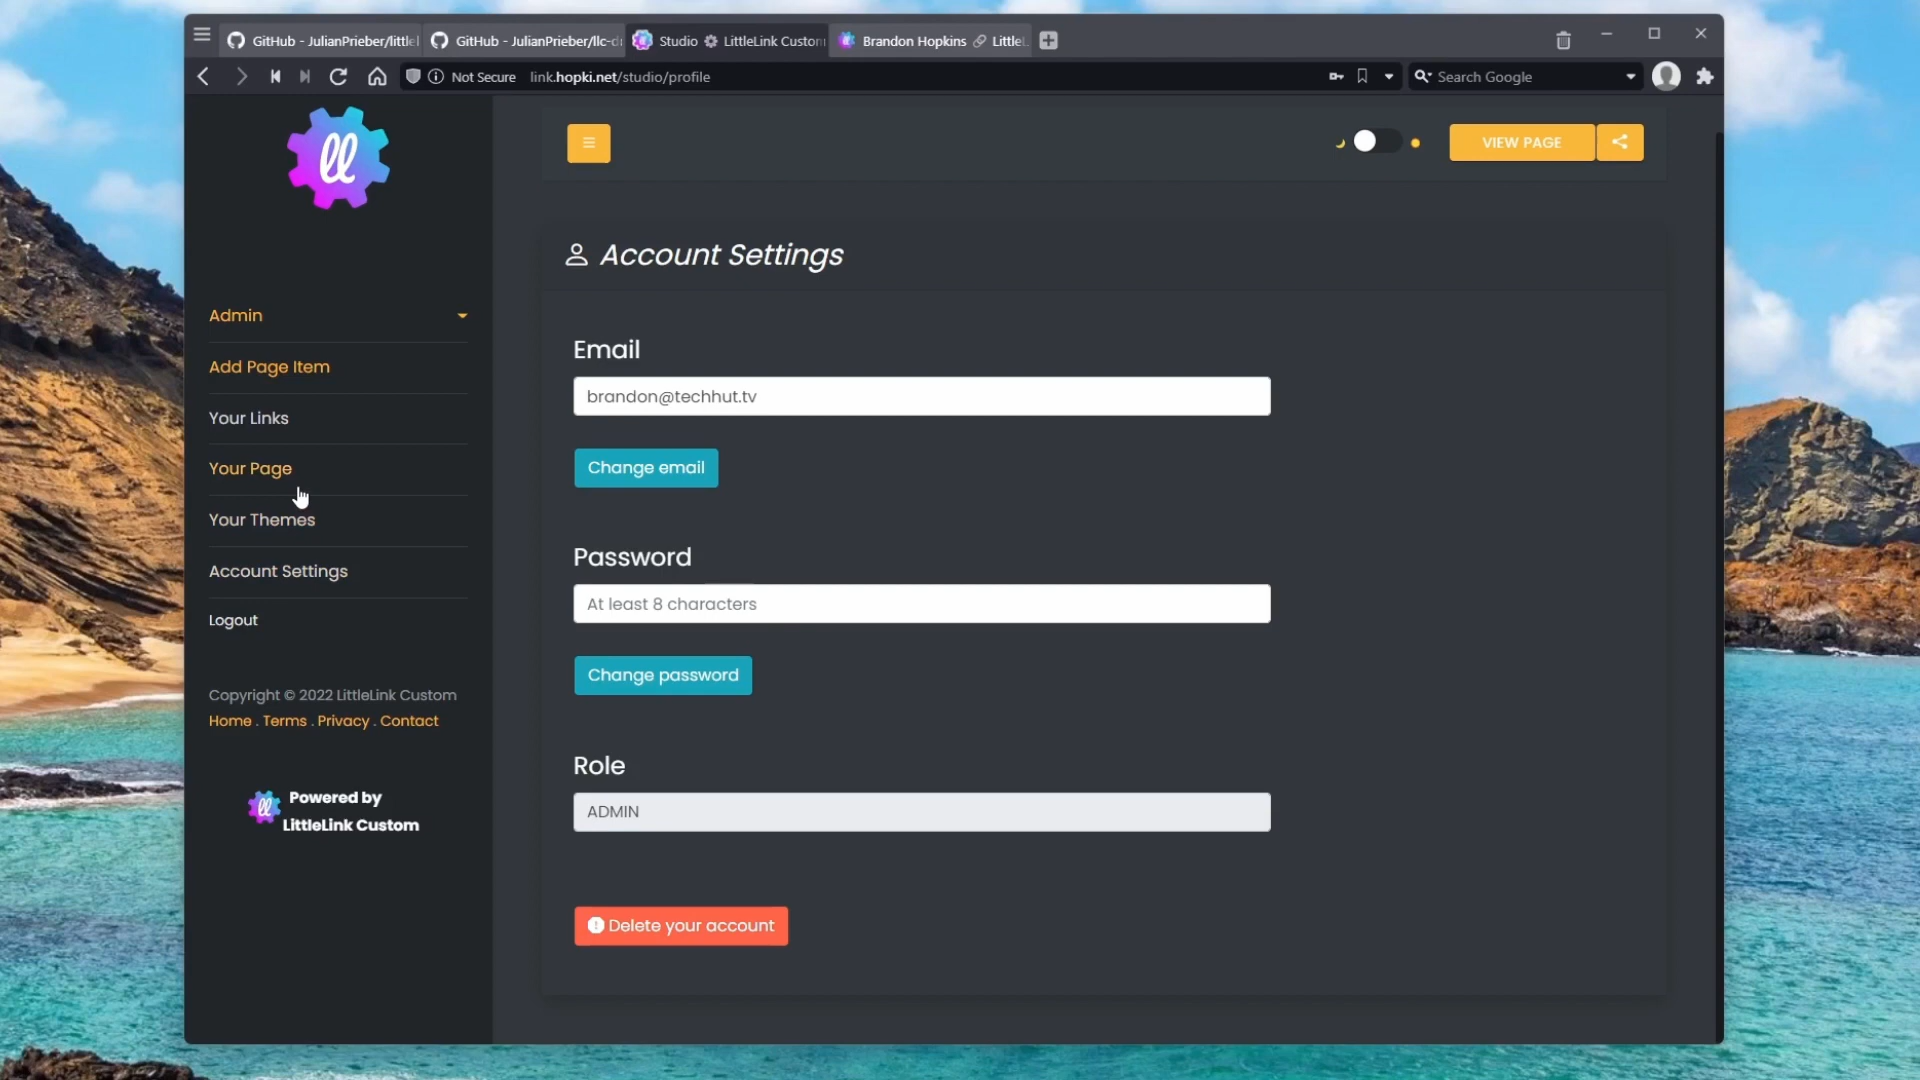 GitHub - JulianPrieber/littlel
GitHub - JulianPrieber/llc-d
Studio LittleLink Custom
Brandon Hopkins LittleL
Not Secure link.hopki.net/studio/profile
Search Google
ll
VIEW PAGE
Account Settings
Admin
Add Page Item
Your Links
Your Page
Your Themes
Account Settings
Logout
Copyright © 2022 LittleLink Custom
Home . Terms . Privacy . Contact
ll Powered by
LittleLink Custom
Email
brandon@techhut.tv
Change email
Password
At least 8 characters
Change password
Role
ADMIN
Delete your account